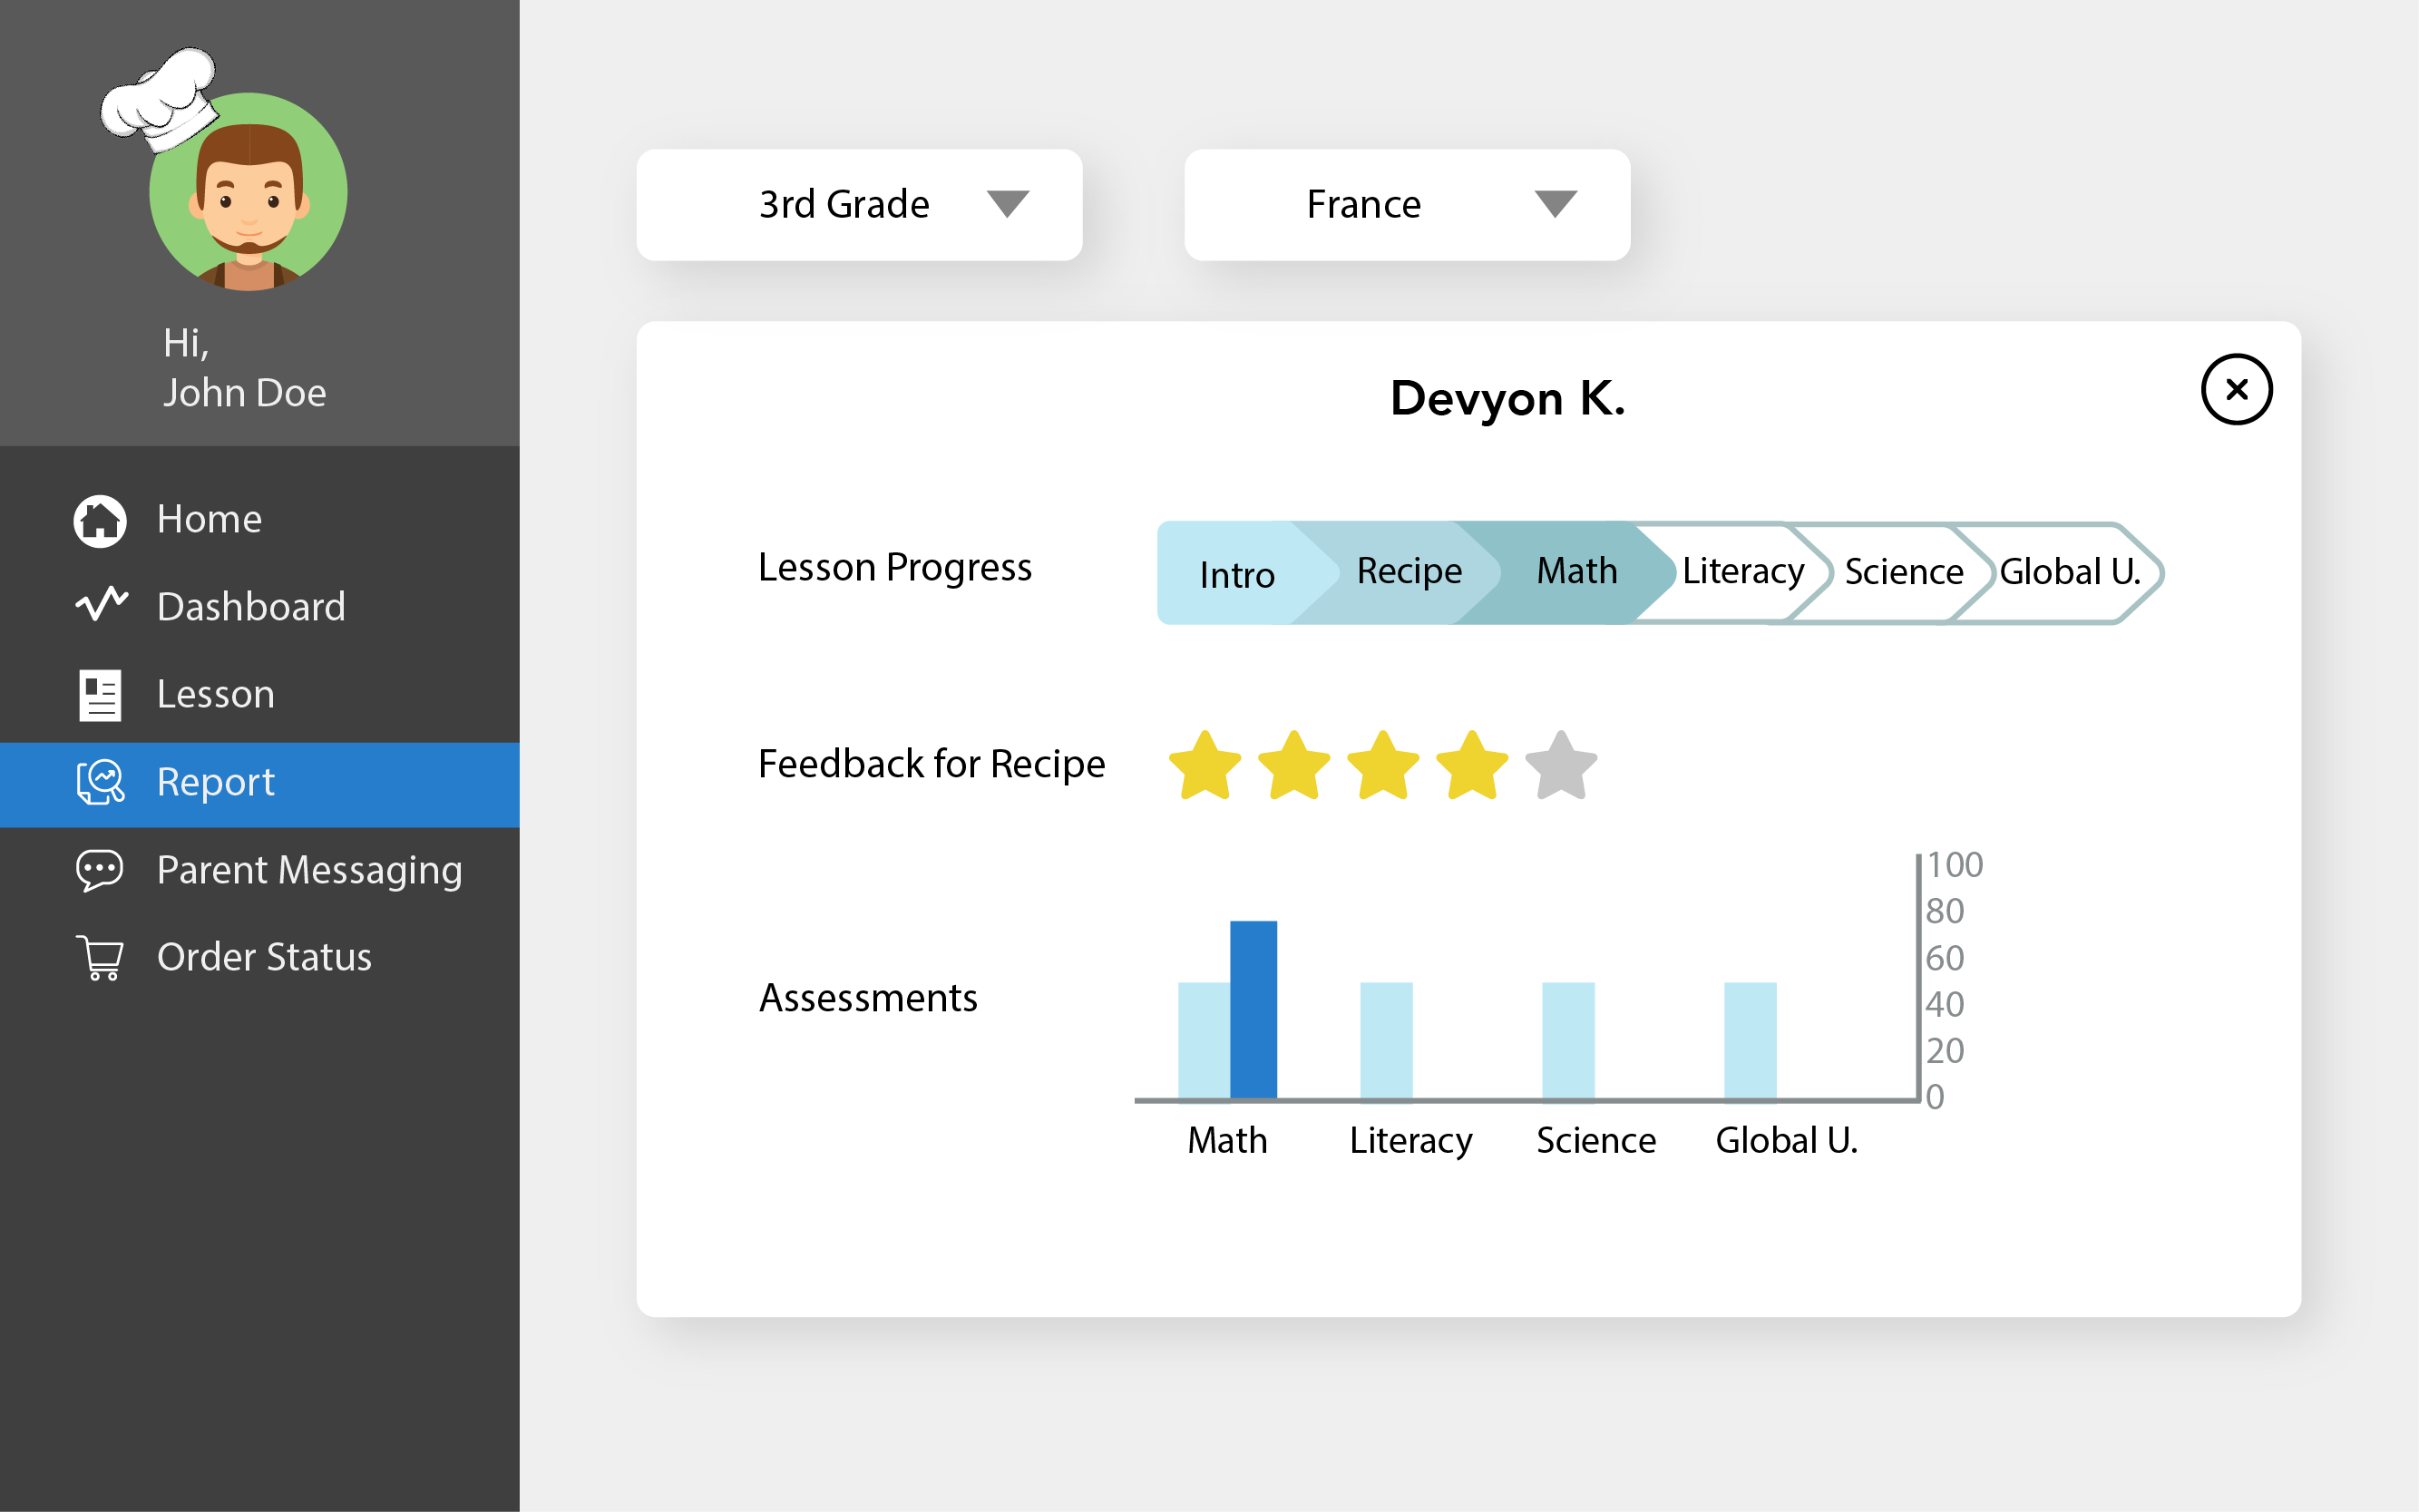 Hi,
John Doe
Home
Dashboard
Lesson
Report
Parent Messaging
Order Status
3rd Grade
France
Devyon K.
Lesson Progress
Intro
Recipe
Math
Literacy
Science
Global U.
Feedback for Recipe
Assessments
100
80
60
40
20
0
Math
Literacy
Science
Global U.